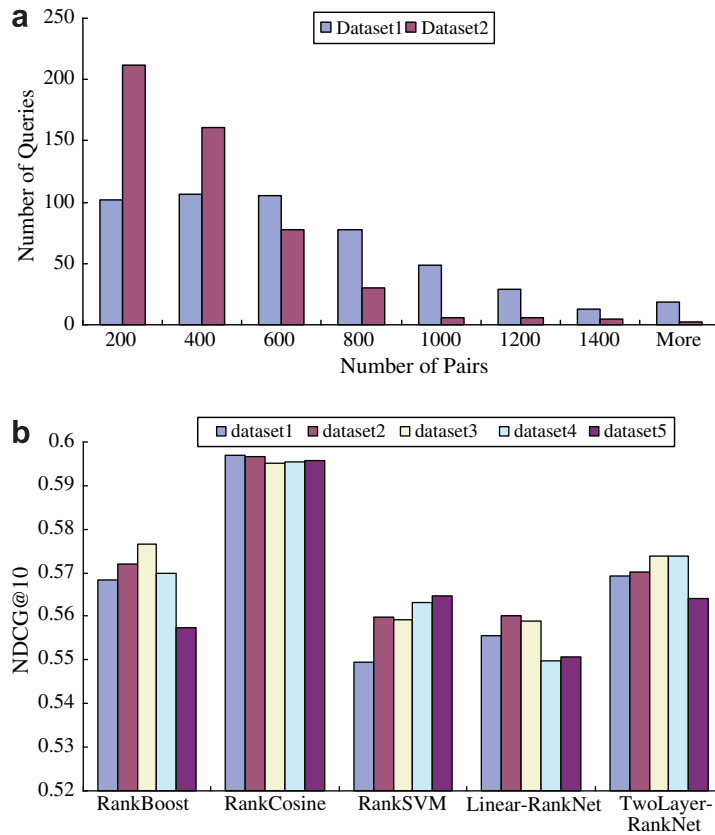 a
Dataset1 Dataset2
250
200
150
100
50
0
Number of Queries
200 400 600 800 1000 1200 1400 More
Number of Pairs
b
dataset1 dataset2 dataset3 dataset4 dataset5
0.6
0.59
0.58
0.57
0.56
0.55
0.54
0.53
0.52
NDCG@10
RankBoost RankCosine RankSVM Linear-RankNet TwoLayer-
RankNet